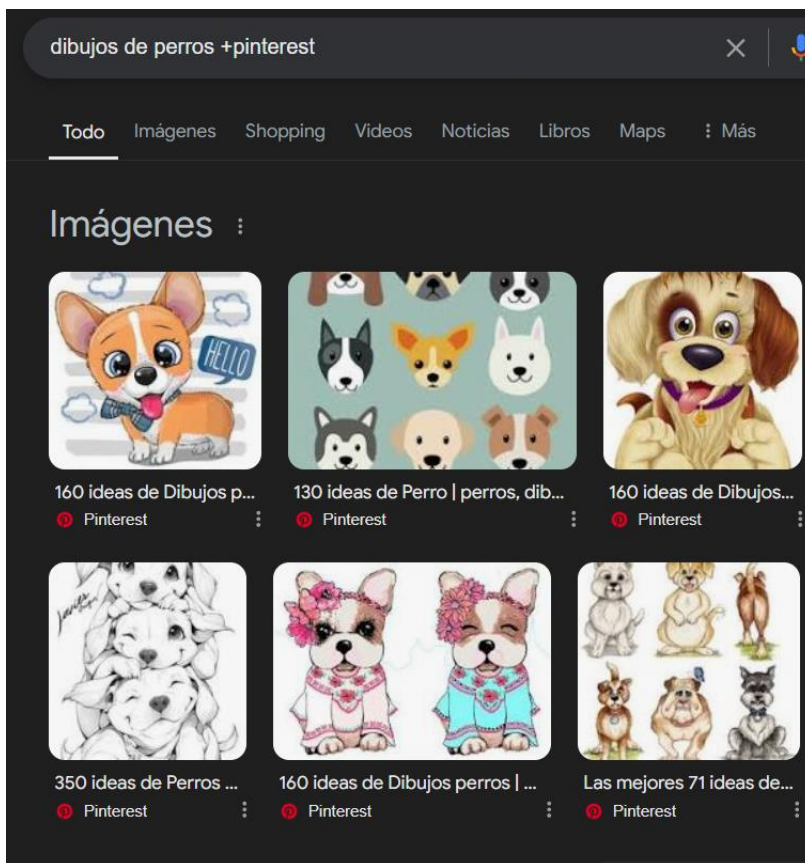 dibujos de perros +pinterest
Todo Imágenes Shopping Videos Noticias Libros Maps Más
Imágenes
HELLO
160 ideas de Dibujos p... 130 ideas de Perro | perros, dib... 160 ideas de Dibujos...
Pinterest Pinterest Pinterest
350 ideas de Perros ... 160 ideas de Dibujos perros | ... Las mejores 71 ideas de...
Pinterest Pinterest Pinterest